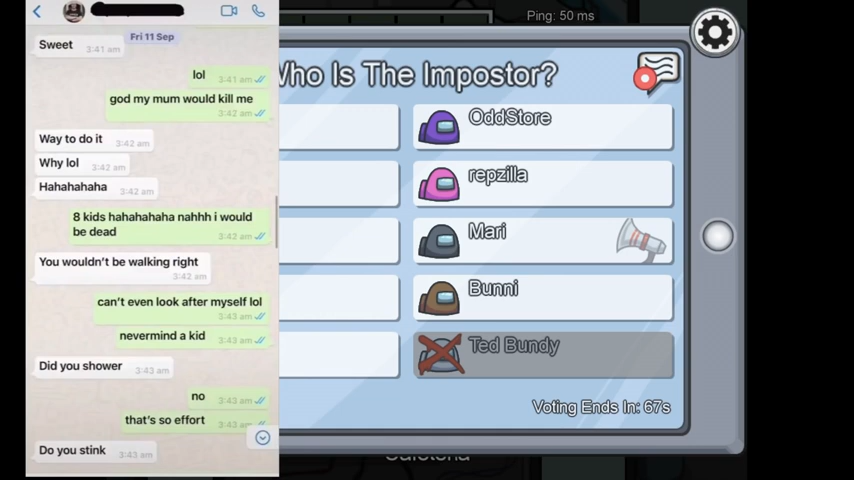 Fri 11 Sep
Sweet
3:41 am
lol
3:41 am
god my mum would kill me
3:42 am
Way to do it
3:42 am
Why lol
3:42 am
Hahahahaha
3:42 am
8 kids hahahahaha nahhh i would
be dead
3:42 am
You wouldn't be walking right
3:42 am
can't even look after myself lol
3:43 am
nevermind a kid
3:43 am
Did you shower
3:43 am
no
3:43 am
that's so effort
3:43 am
Do you stink
3:43 am
Ping: 50 ms
Who Is The Impostor?
OddStore
repzilla
Mari
Bunni
Ted Bundy
Voting Ends In: 67s
Cafeteria